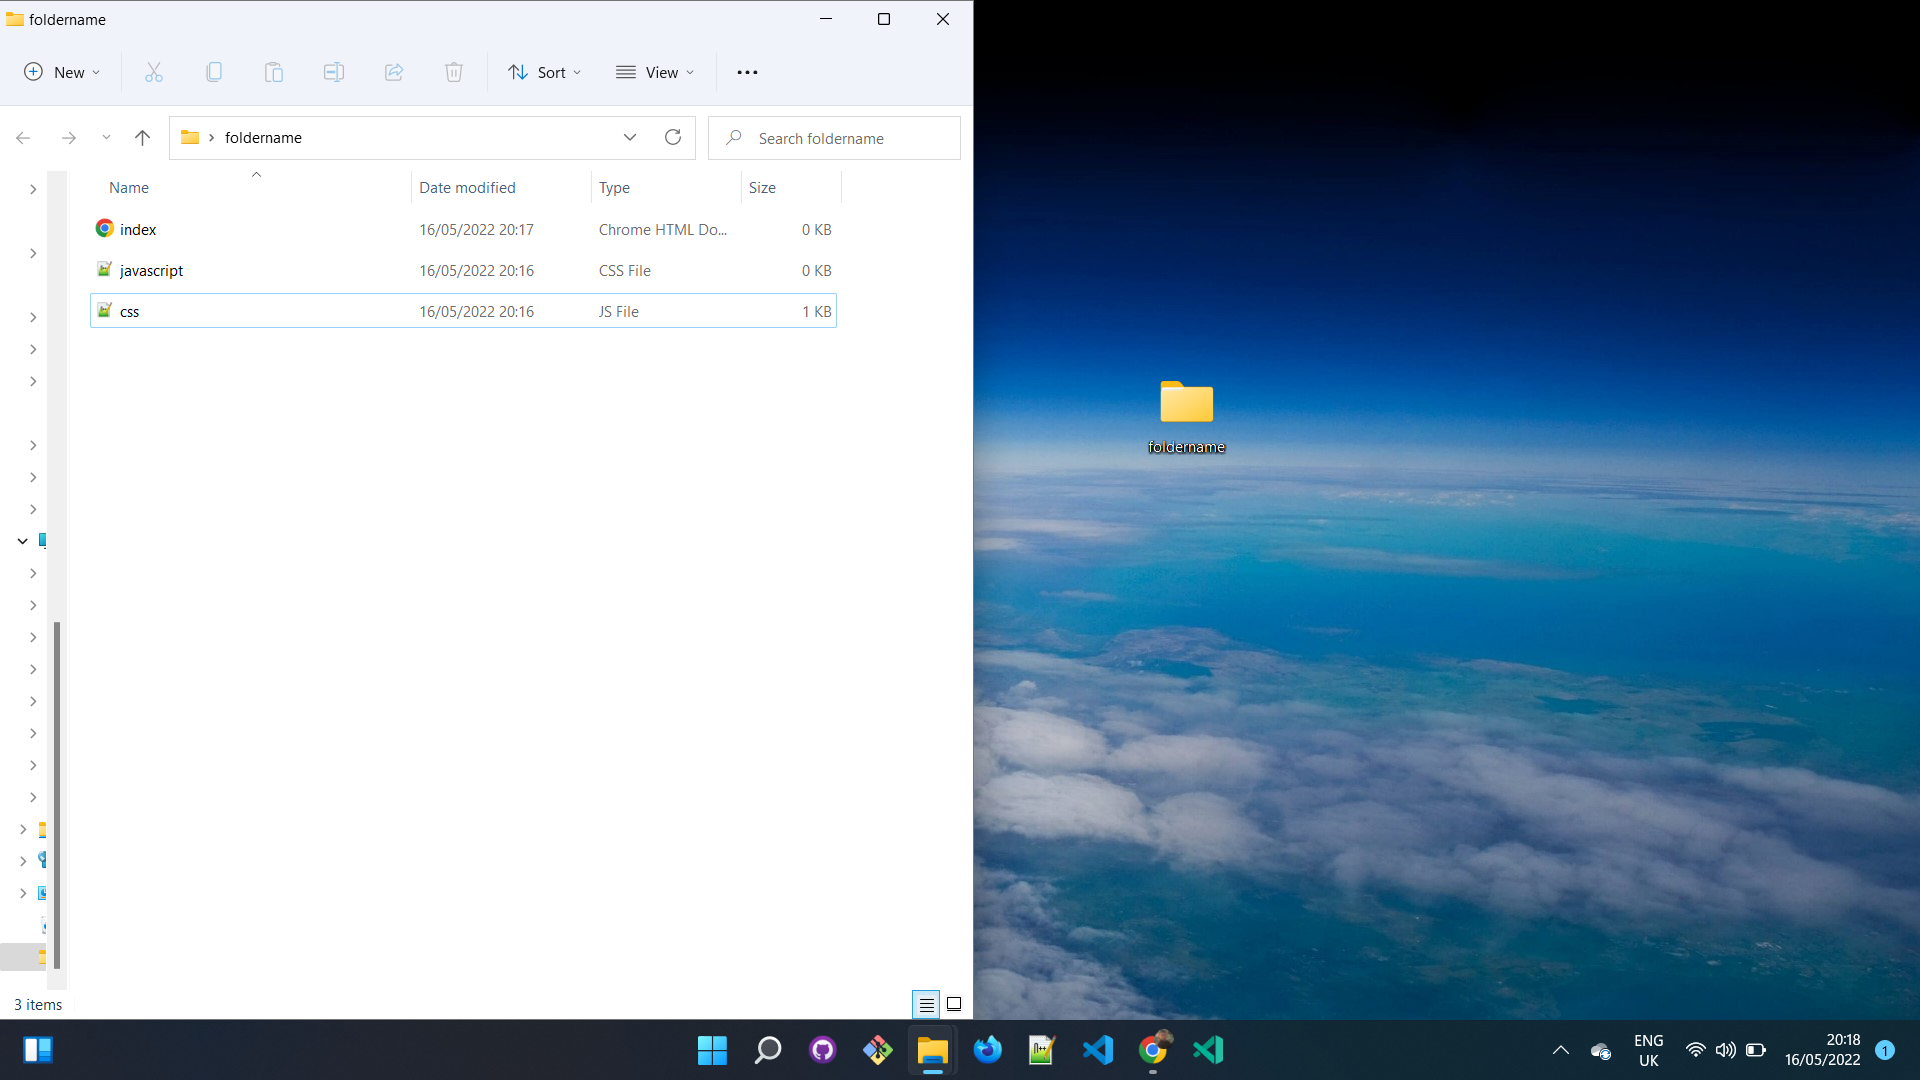 foldername
New
Sort
View
foldername
Search foldername
Name Date modified Type Size
index 16/05/2022 20:17 Chrome HTML Do... 0 KB
javascript 16/05/2022 20:16 CSS File 0 KB
css 16/05/2022 20:16 JS File 1 KB
3 items
foldername
ENG
UK
20:18
16/05/2022
1